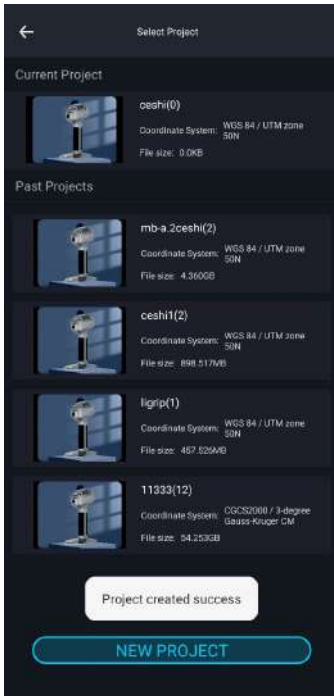 Select Project
Current Project
ceshi(0)
Coordinate System: WGS 84 / UTM zone
50N
File size: 0.0KB
Past Projects
mb-a.2ceshi(2)
Coordinate System: WGS 84 / UTM zone
50N
File size: 4.360GB
ceshi1(2)
Coordinate System: WGS 84 / UTM zone
50N
File size: 898.517MB
ligrip(1)
Coordinate System: WGS 84 / UTM zone
50N
File size: 467.526MB
11333(12)
Coordinate System: CGCS2000 / 3-degree
Gauss-Kruger CM
File size: 54.253GB
Project created success
NEW PROJECT